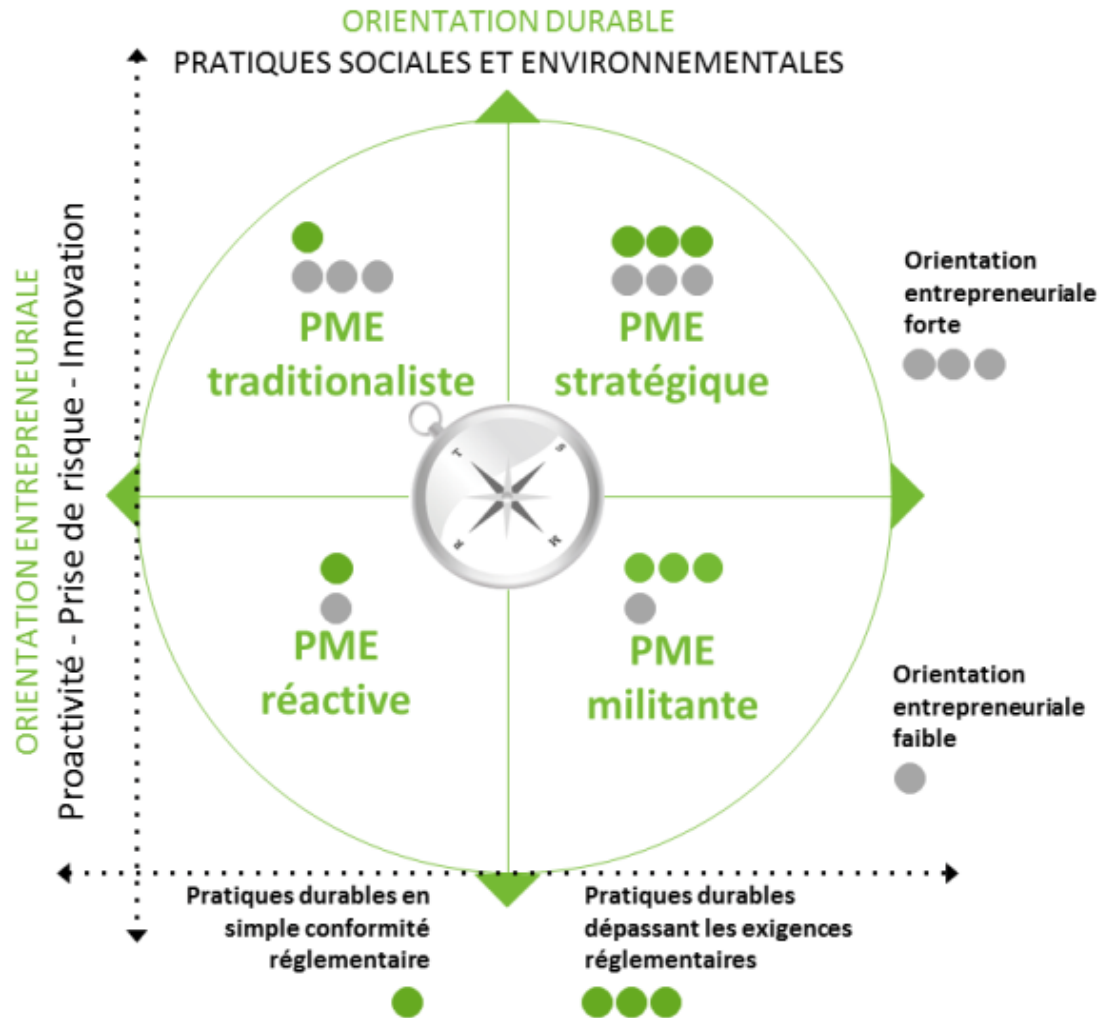 ORIENTATION DURABLE
PRATIQUES SOCIALES ET ENVIRONNEMENTALES
ORIENTATION ENTREPRENEURIALE
Proactivité - Prise de risque - Innovation
PME
traditionaliste
PME
stratégique
Orientation
entrepreneuriale
forte
T
S
R
M
PME
réactive
PME
militante
Orientation
entrepreneuriale
faible
Pratiques durables en
simple conformité
réglementaire
Pratiques durables
dépassant les exigences
réglementaires